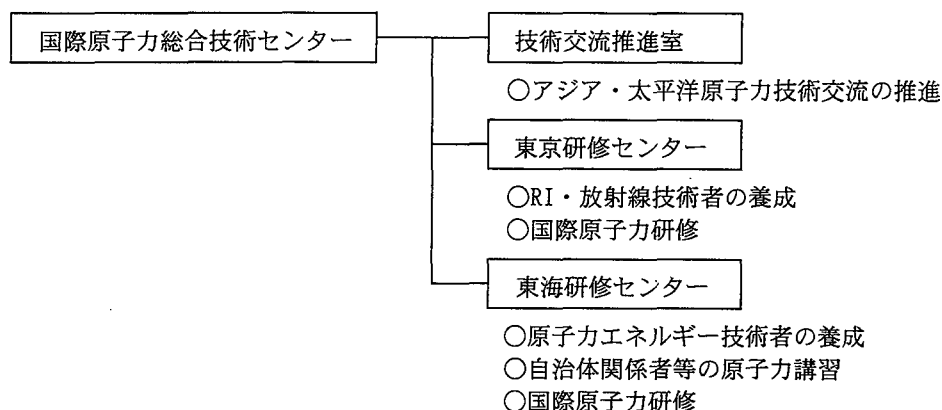 国際原子力総合技術センター
技術交流推進室
○アジア・太平洋原子力技術交流の推進
東京研修センター
○RI・放射線技術者の養成
○国際原子力研修
東海研修センター
○原子力エネルギー技術者の養成
○自治体関係者等の原子力講習
○国際原子力研修